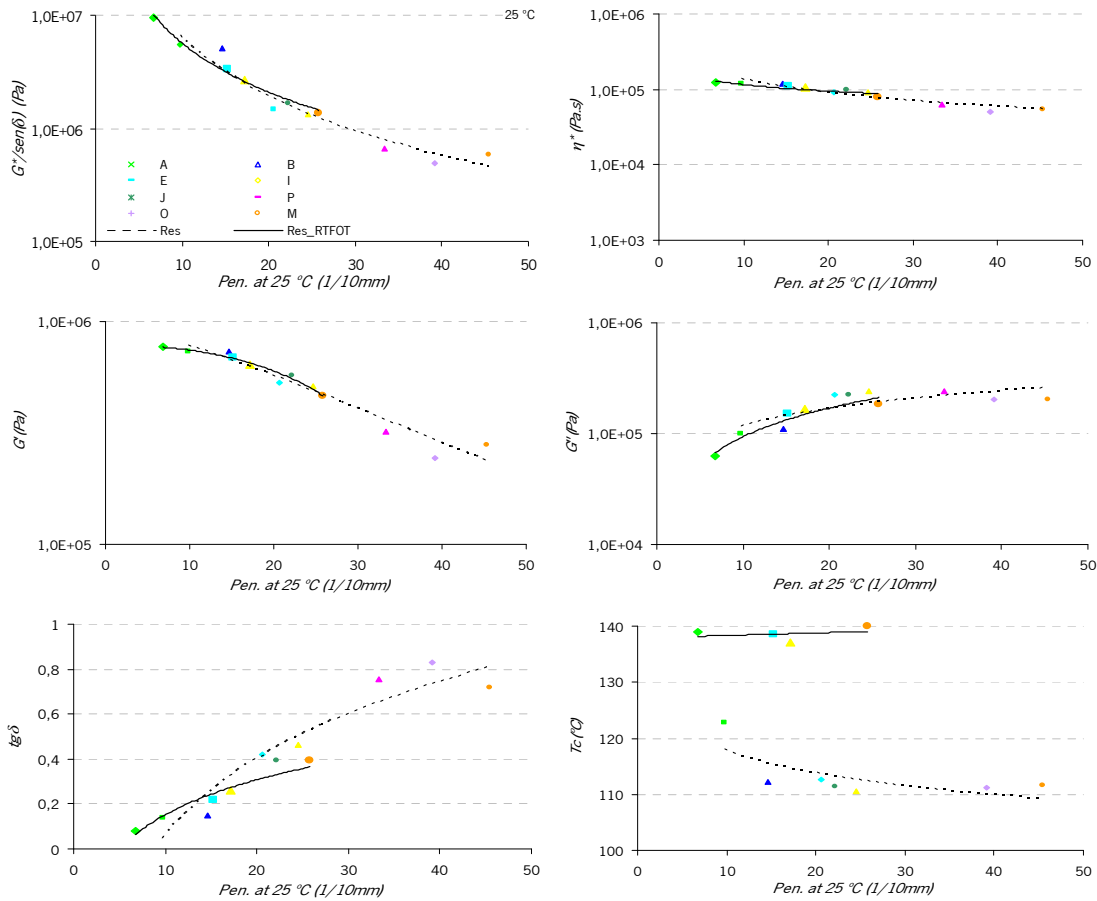 1,0E+07
25 °C
1,0E+06
1,0E+05
G*/sen(δ) (Pa)
A
B
E
I
J
P
O
M
Res
Res_RTFOT
0 10 20 30 40 50
Pen. at 25 °C (1/10mm)
1,0E+06
1,0E+05
1,0E+04
1,0E+03
η* (Pa.s)
0 10 20 30 40 50
Pen. at 25 °C (1/10mm)
1,0E+06
1,0E+05
G'(Pa)
0 10 20 30 40 50
Pen. at 25 °C (1/10mm)
1,0E+06
1,0E+05
1,0E+04
G''(Pa)
0 10 20 30 40 50
Pen. at 25 °C (1/10mm)
1
0,8
0,6
0,4
0,2
0
tgδ
0 10 20 30 40 50
Pen. at 25 °C (1/10mm)
140
130
120
110
100
Tc(°C)
0 10 20 30 40 50
Pen. at 25 °C (1/10mm)